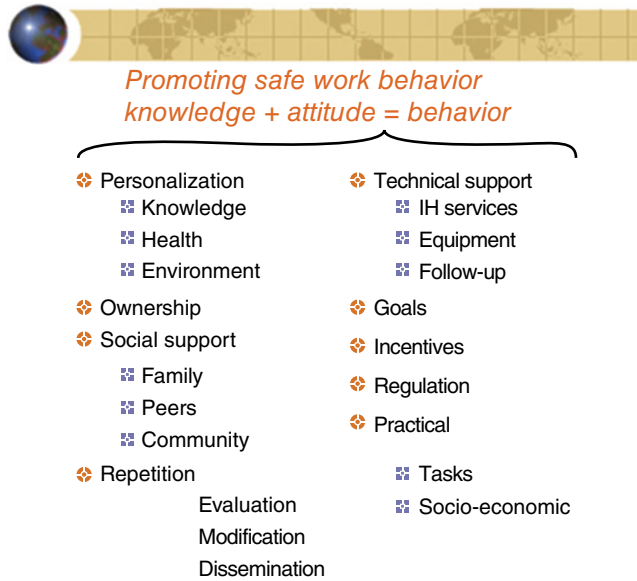 Promoting safe work behavior
knowledge + attitude = behavior
Personalization
Knowledge
Health
Environment
Ownership
Social support
Family
Peers
Community
Repetition
Evaluation
Modification
Dissemination
Technical support
IH services
Equipment
Follow-up
Goals
Incentives
Regulation
Practical
Tasks
Socio-economic